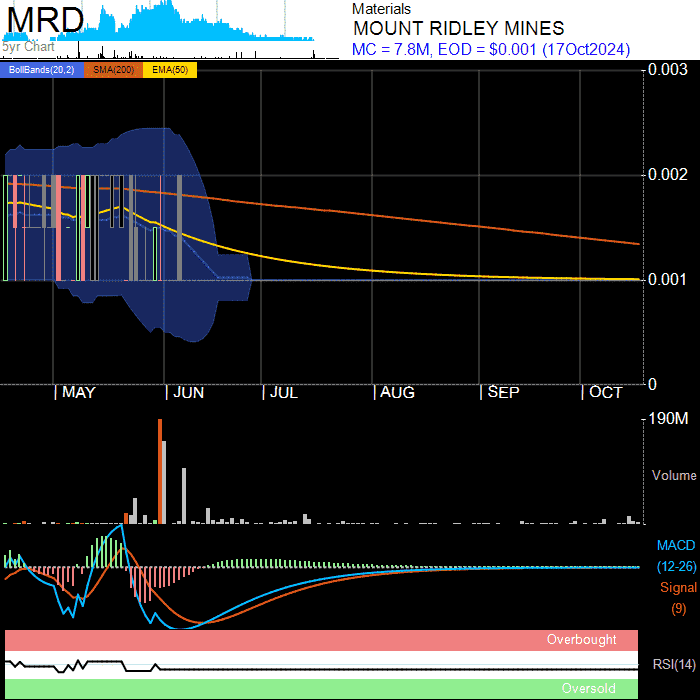 MRD
5yr Chart
Materials
MOUNT RIDLEY MINES
MC = 7.8M, EOD = $0.001 (17Oct2024)
BollBands(20,2) SMA(200) EMA(50)
0.003
0.002
0.001
0
MAY JUN JUL AUG SEP OCT
190M
Volume
MACD
(12-26)
Signal
(9)
Overbought
RSI(14)
Oversold